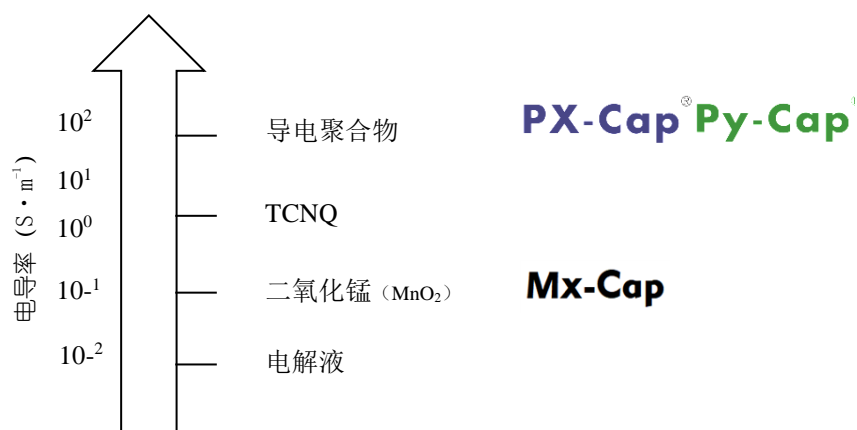 10²
导电聚合物
PX-Cap® Py-Cap
10¹
TCNQ
10⁰
10-¹
二氧化锰（MnO₂）
Mx-Cap
10-²
电解液
电导率 (S·m⁻¹)